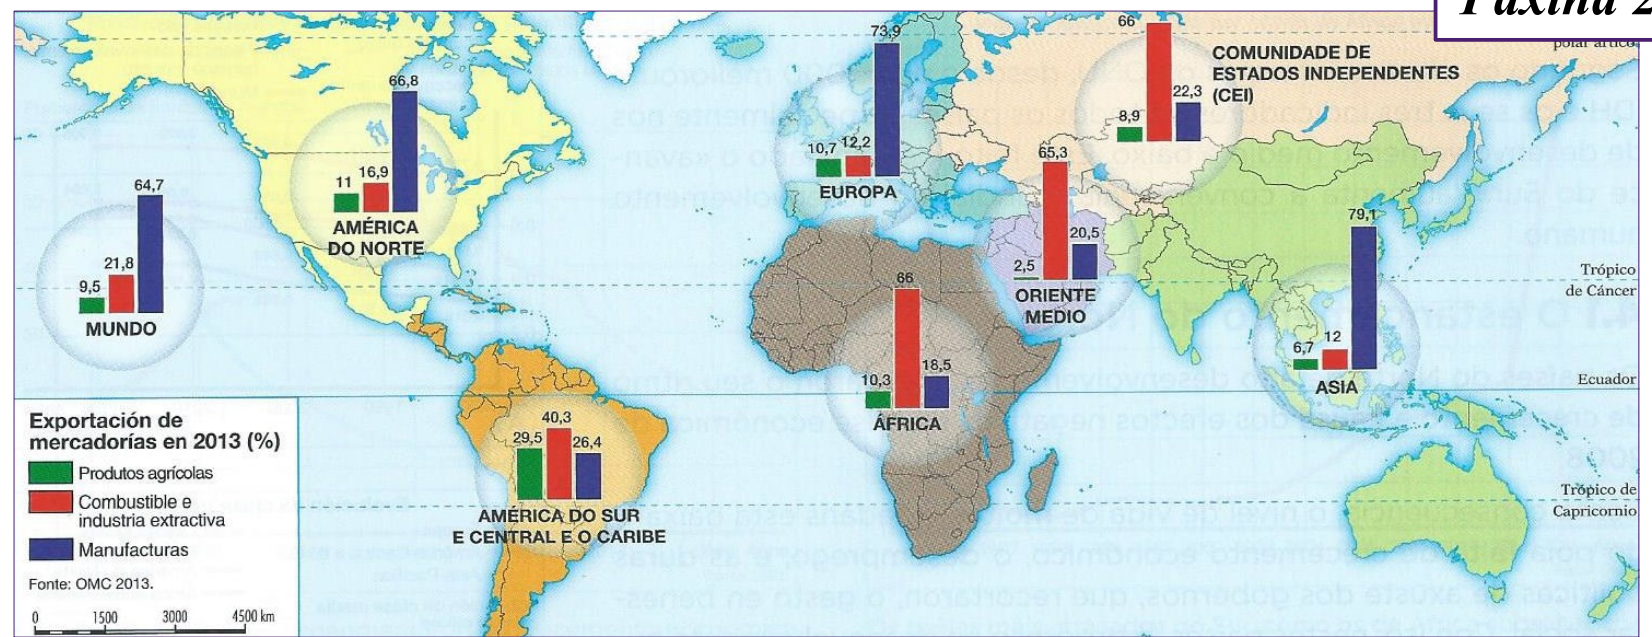 Páxina 2
66
COMUNIDADE DE
ESTADOS INDEPENDENTES
(CEI)
8,9
22,3
polar ártico
73,9
10,7
12,2
EUROPA
66,8
11
16,9
AMÉRICA
DO NORTE
64,7
9,5
21,8
MUNDO
65,3
2,5
20,5
ORIENTE
MEDIO
79,1
6,7
12
ASIA
Trópico
de Cáncer
66
10,3
18,5
ÁFRICA
Ecuador
40,3
29,5
26,4
AMÉRICA DO SUR
E CENTRAL E O CARIBE
Trópico de
Capricornio
Exportación de
mercadorías en 2013 (%)
Produtos agrícolas
Combustible e
industria extractiva
Manufacturas
Fonte: OMC 2013.
0 1500 3000 4500 km